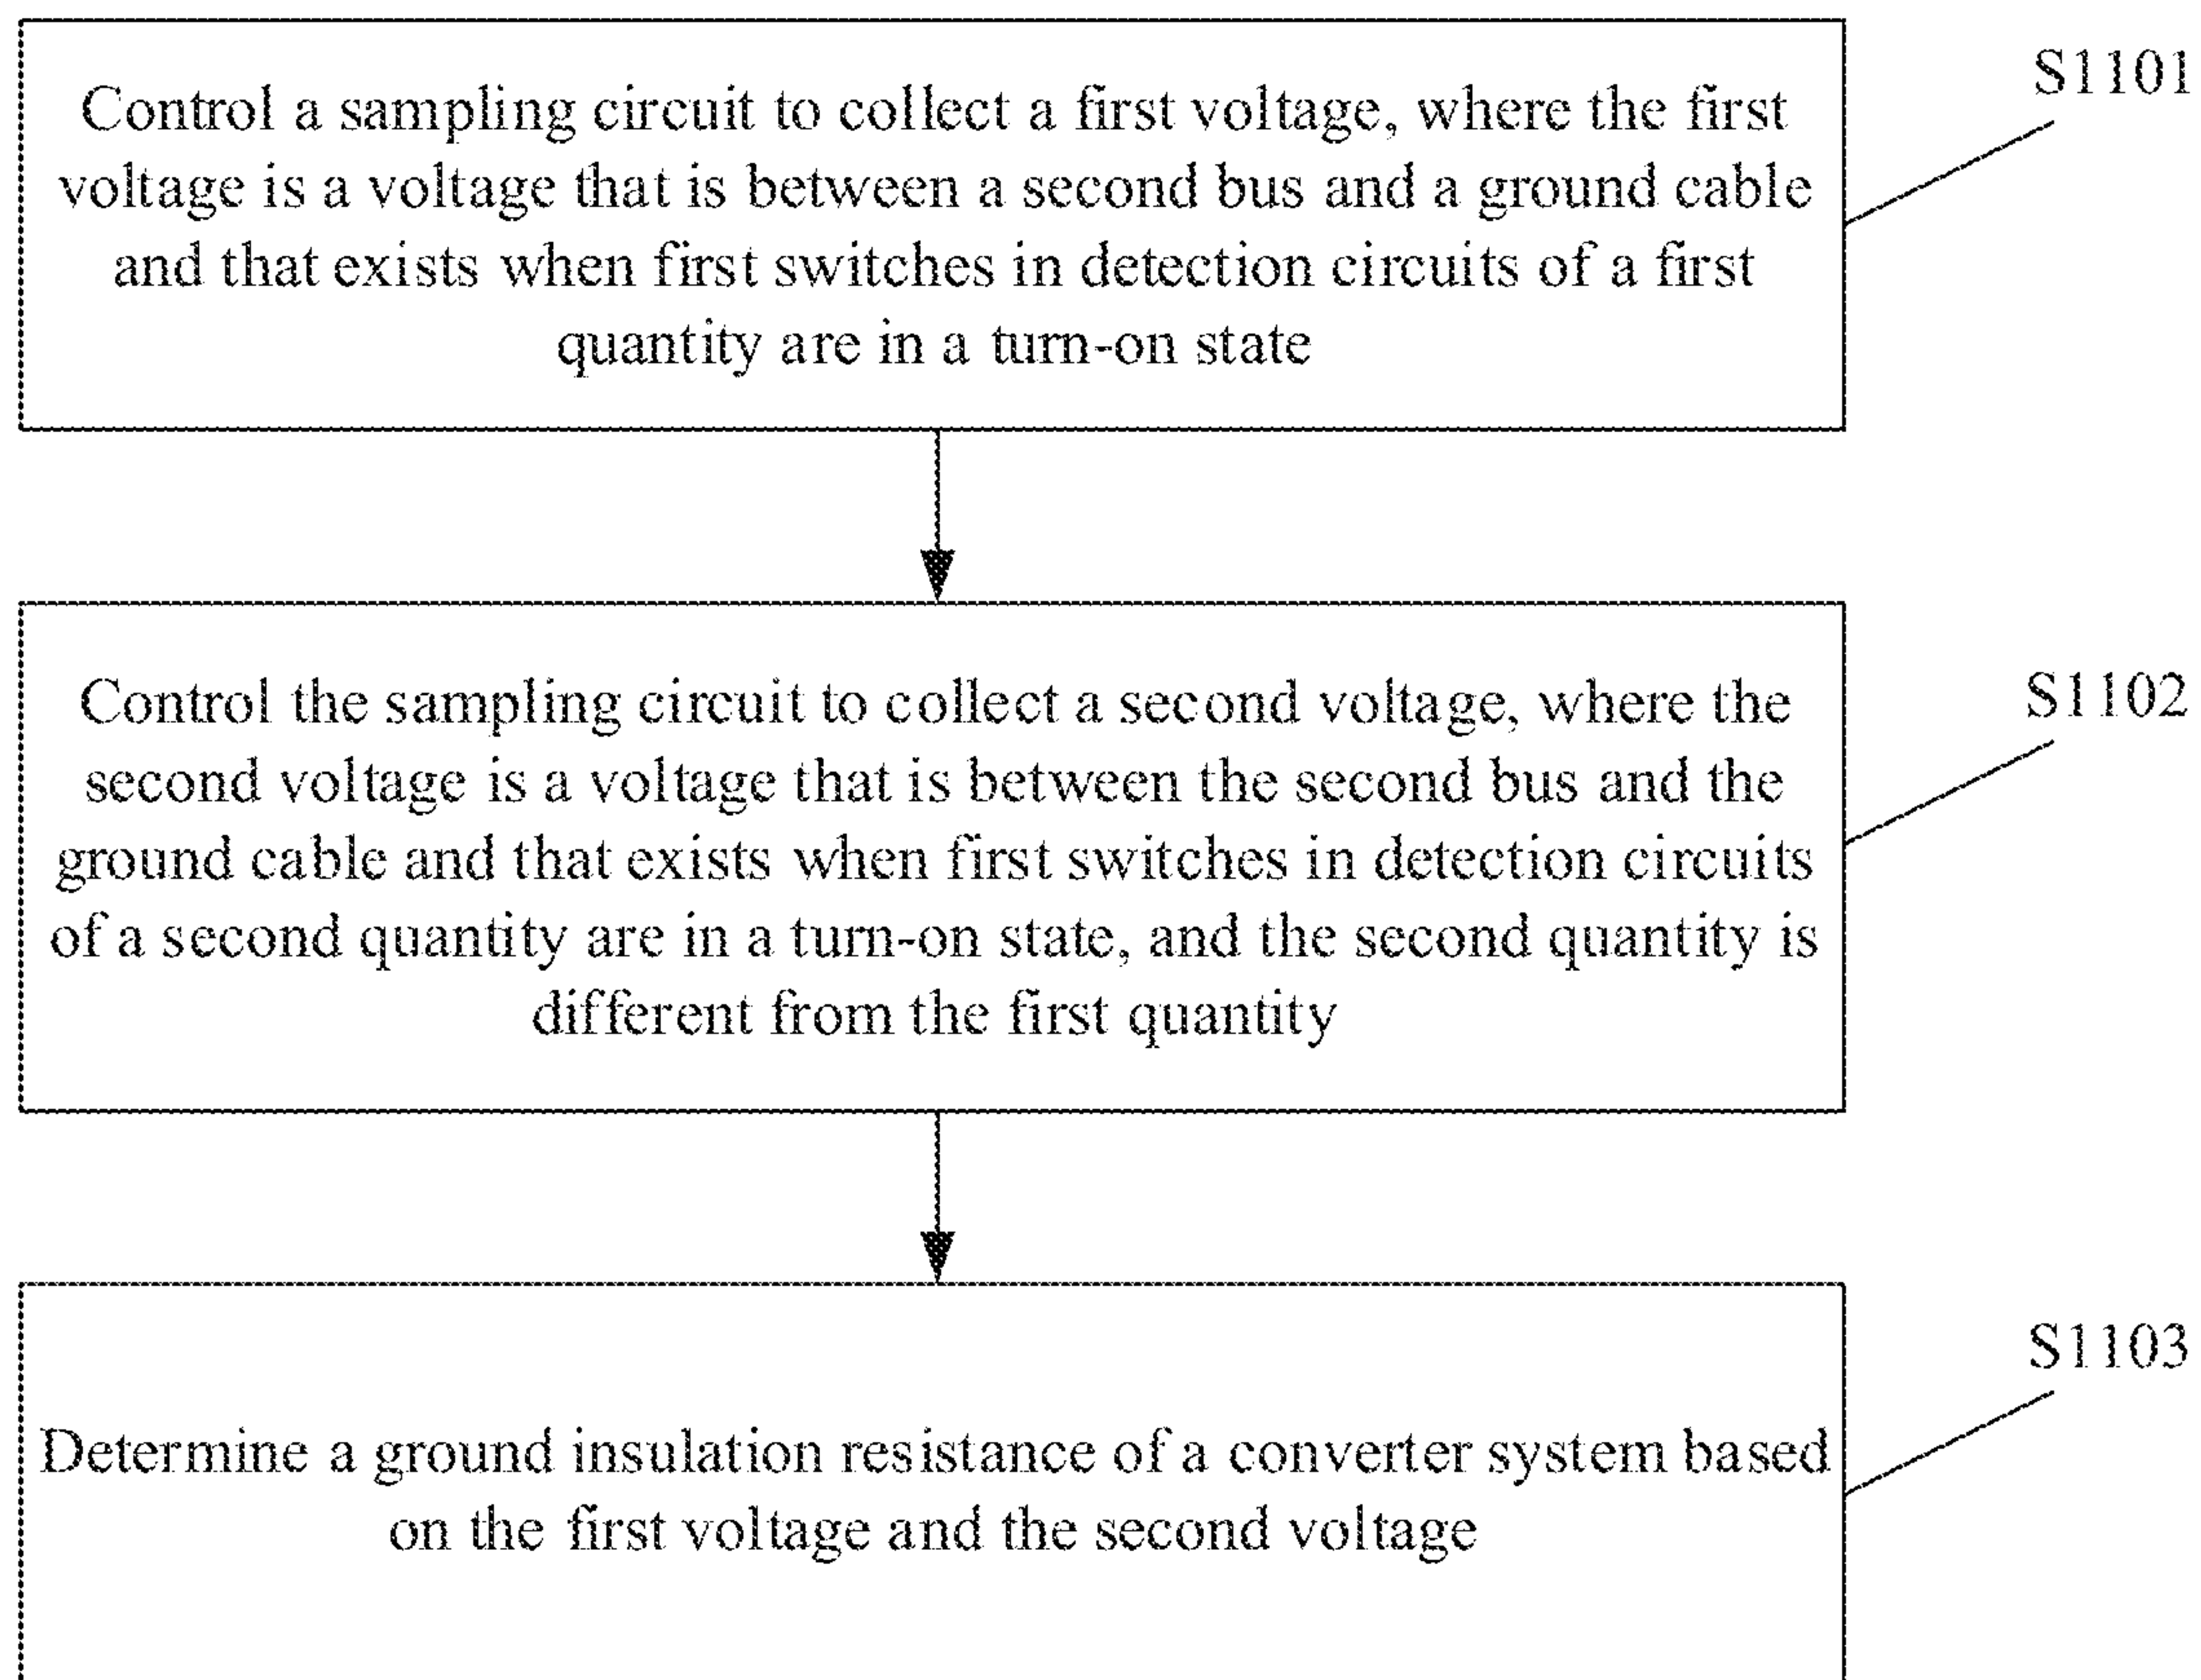 S1101
Control a sampling circuit to collect a first voltage, where the first
voltage is a voltage that is between a second bus and a ground cable
and that exists when first switches in detection circuits of a first
quantity are in a turn-on state
S1102
Control the sampling circuit to collect a second voltage, where the
second voltage is a voltage that is between the second bus and the
ground cable and that exists when first switches in detection circuits
of a second quantity are in a turn-on state, and the second quantity is
different from the first quantity
S1103
Determine a ground insulation resistance of a converter system based
on the first voltage and the second voltage